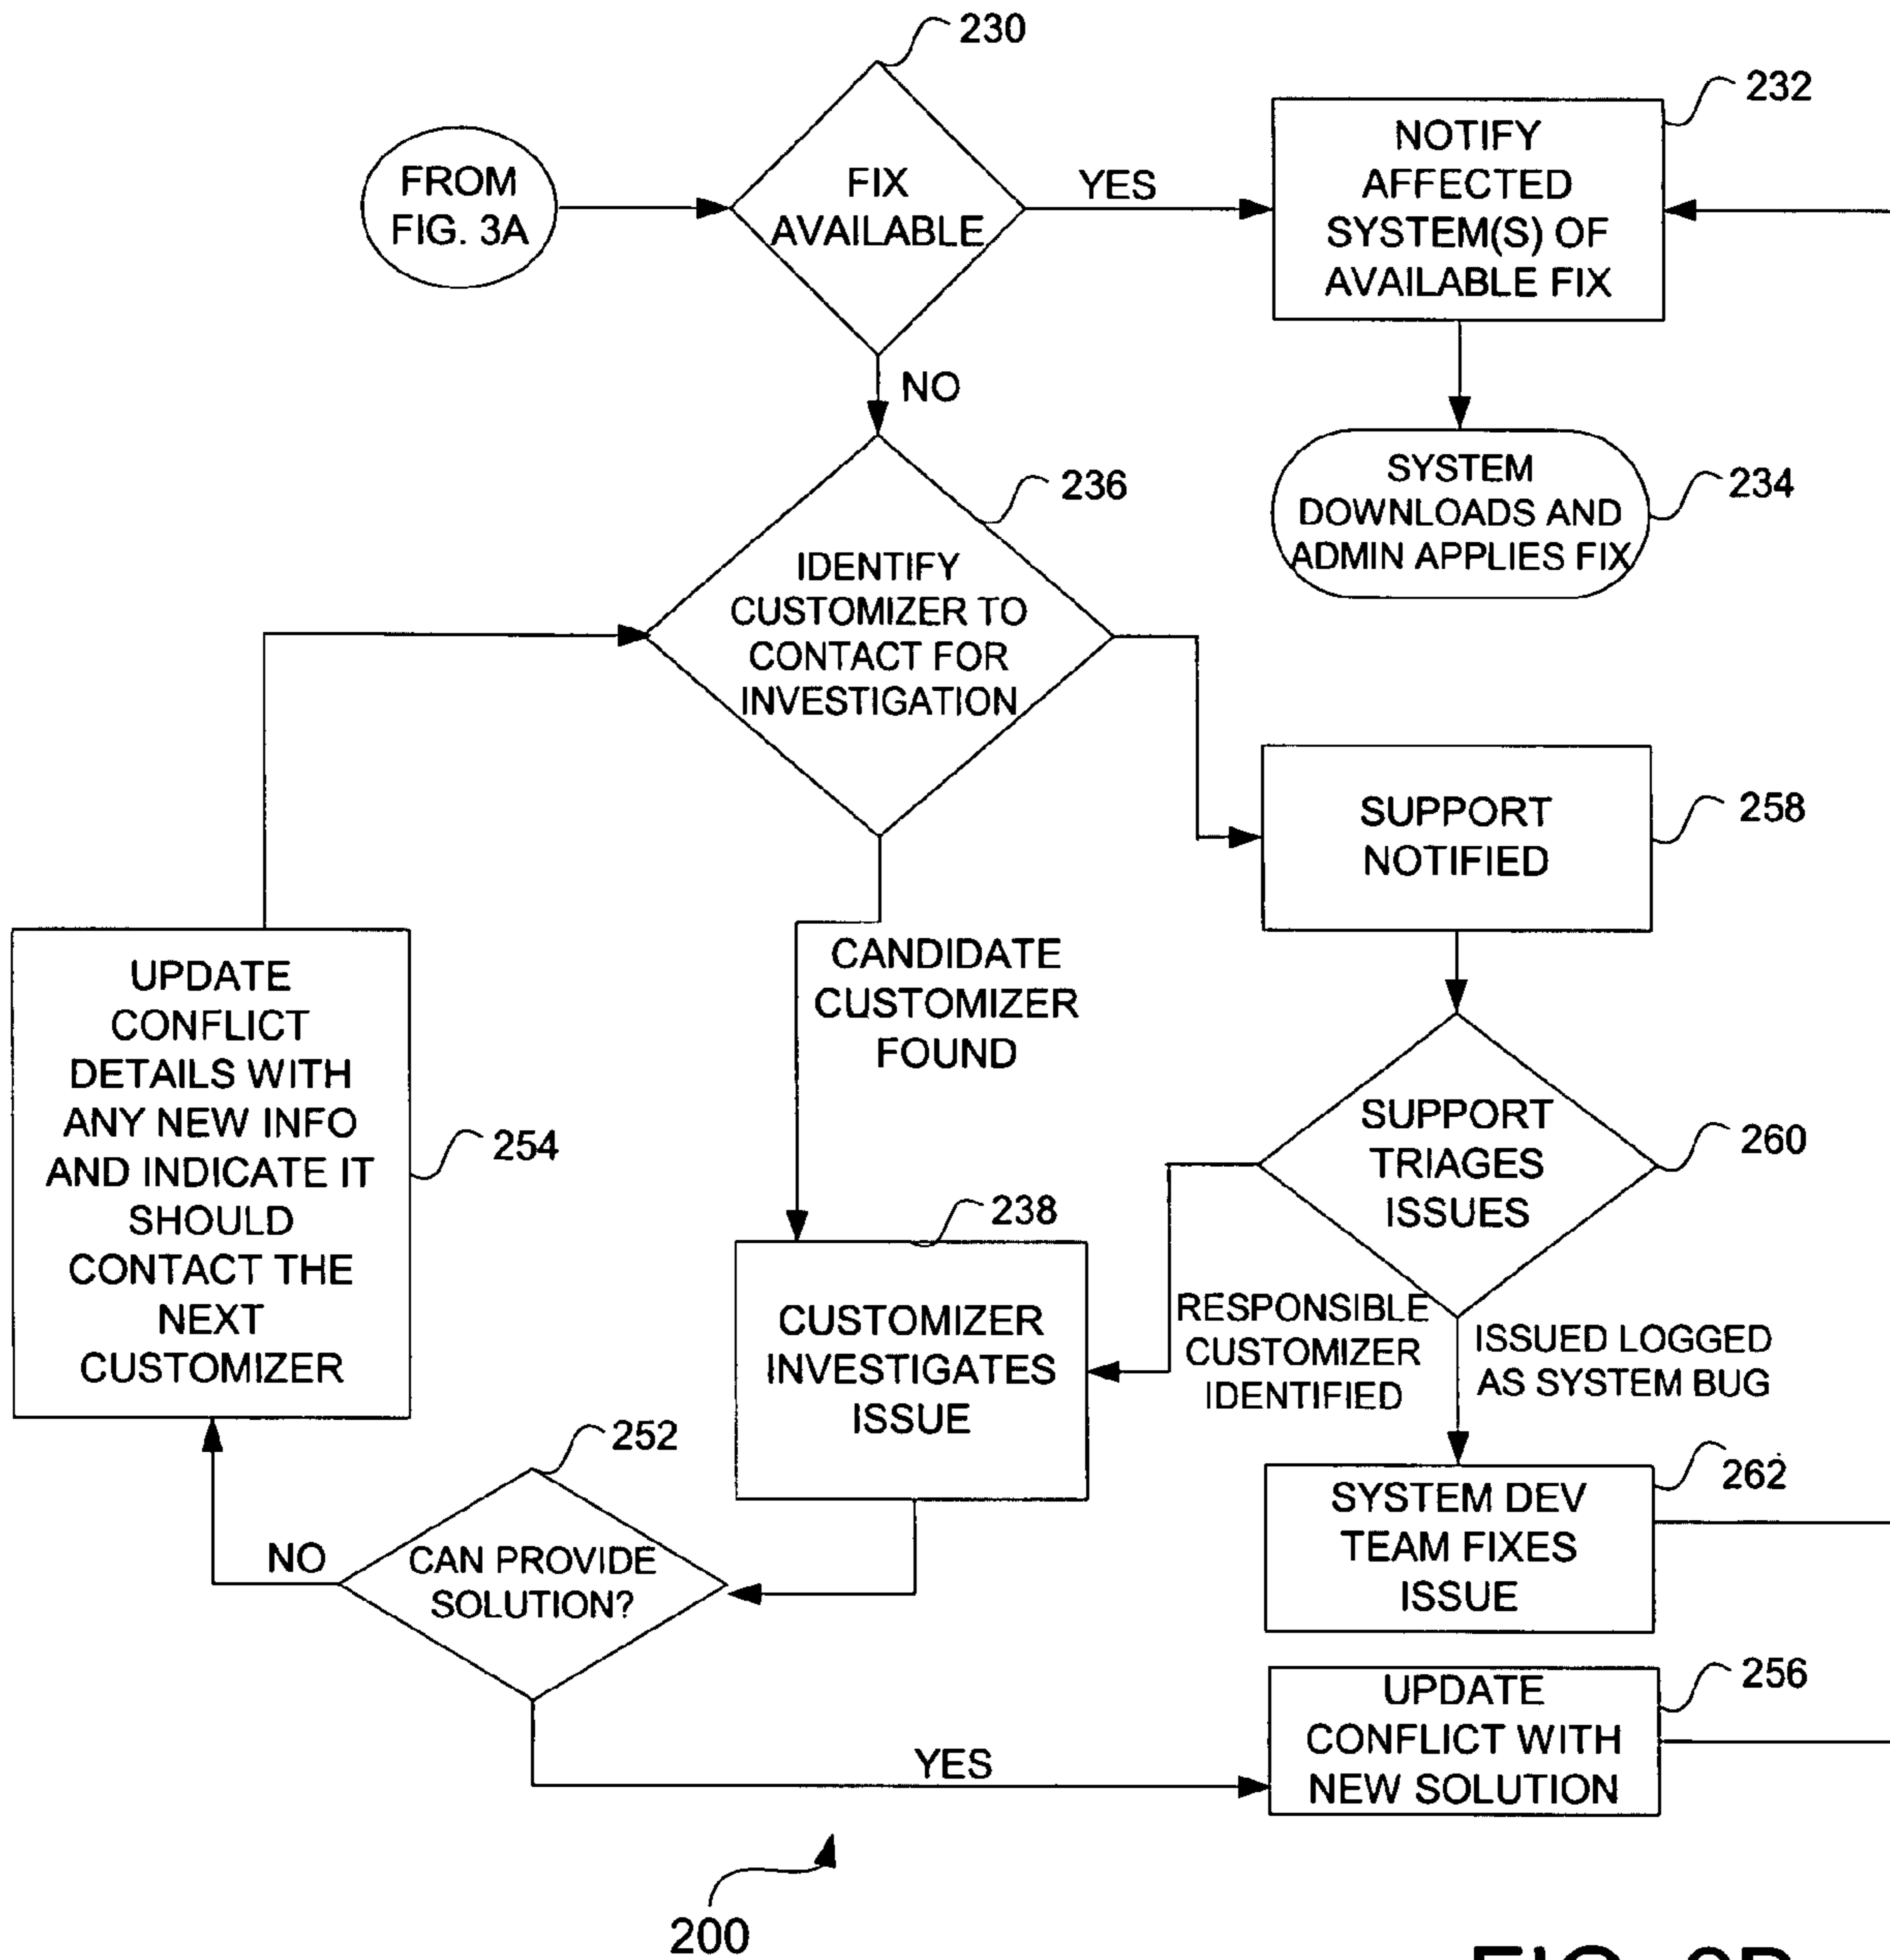 230
232
FROM
FIG. 3A
FIX
AVAILABLE
YES
NOTIFY
AFFECTED
SYSTEM(S) OF
AVAILABLE FIX
NO
236
SYSTEM
DOWNLOADS AND
ADMIN APPLIES FIX
234
IDENTIFY
CUSTOMIZER TO
CONTACT FOR
INVESTIGATION
SUPPORT
NOTIFIED
258
CANDIDATE
CUSTOMIZER
FOUND
UPDATE
CONFLICT
DETAILS WITH
ANY NEW INFO
AND INDICATE IT
SHOULD
CONTACT THE
NEXT
CUSTOMIZER
254
SUPPORT
TRIAGES
ISSUES
260
238
CUSTOMIZER
INVESTIGATES
ISSUE
RESPONSIBLE
CUSTOMIZER
IDENTIFIED
ISSUED LOGGED
AS SYSTEM BUG
252
NO
CAN PROVIDE
SOLUTION?
262
SYSTEM DEV
TEAM FIXES
ISSUE
YES
256
UPDATE
CONFLICT WITH
NEW SOLUTION
200